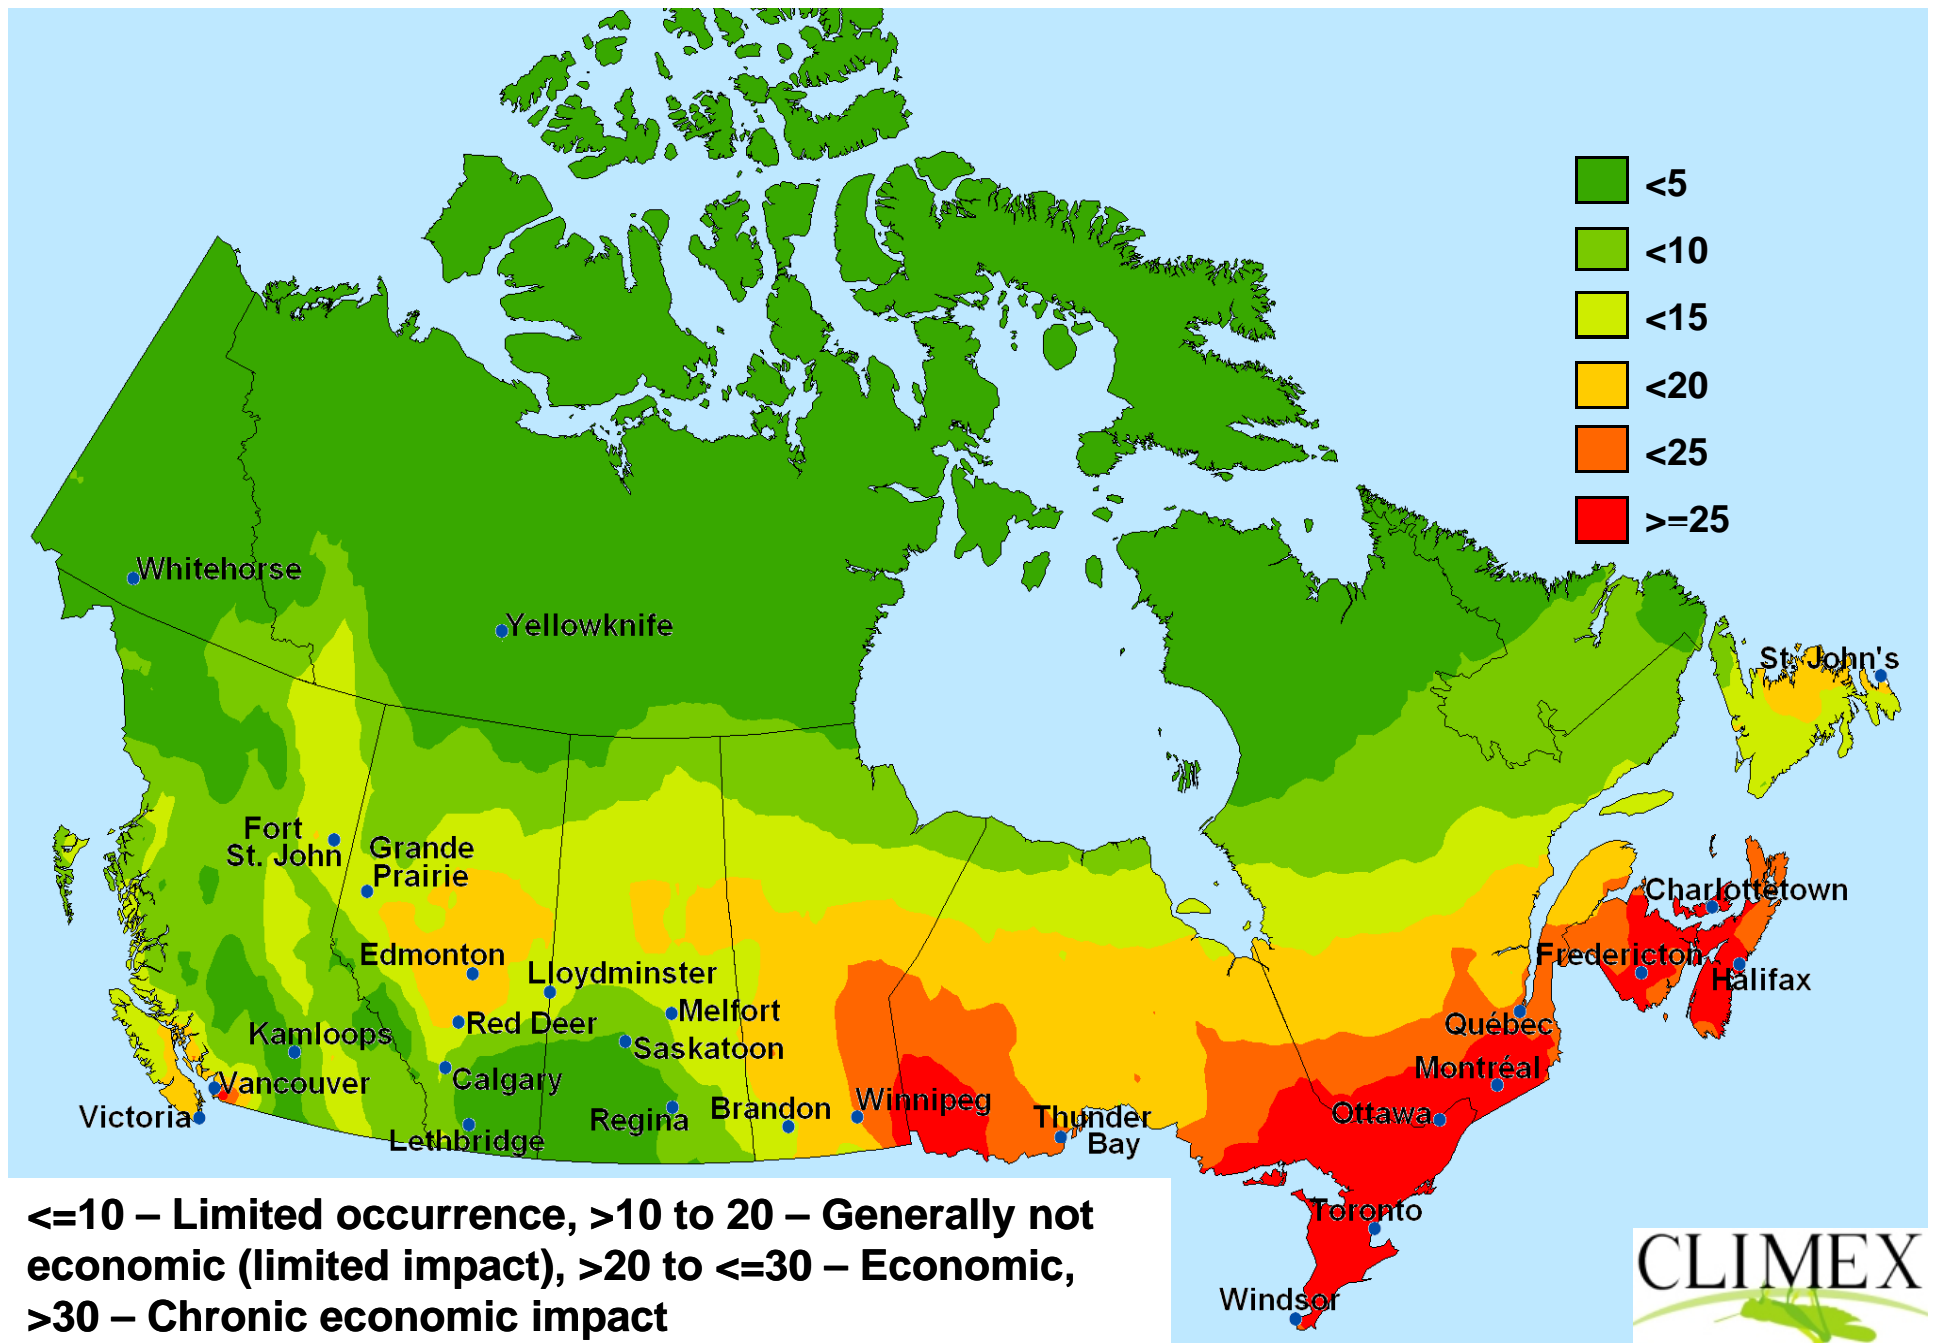 <5
<10
<15
<20
<25
>=25
Whitehorse
Yellowknife
St. John's
Fort
St. John
Grande
Prairie
Charlottetown
Edmonton
Lloydminster
Fredericton
Halifax
Melfort
Red Deer
Québec
Kamloops
Saskatoon
Montréal
Vancouver
Calgary
Winnipeg
Victoria
Regina
Brandon
Thunder
Bay
Ottawa
Lethbridge
Toronto
Windsor
<=10 – Limited occurrence, >10 to 20 – Generally not
economic (limited impact), >20 to <=30 – Economic,
>30 – Chronic economic impact
CLIMEX